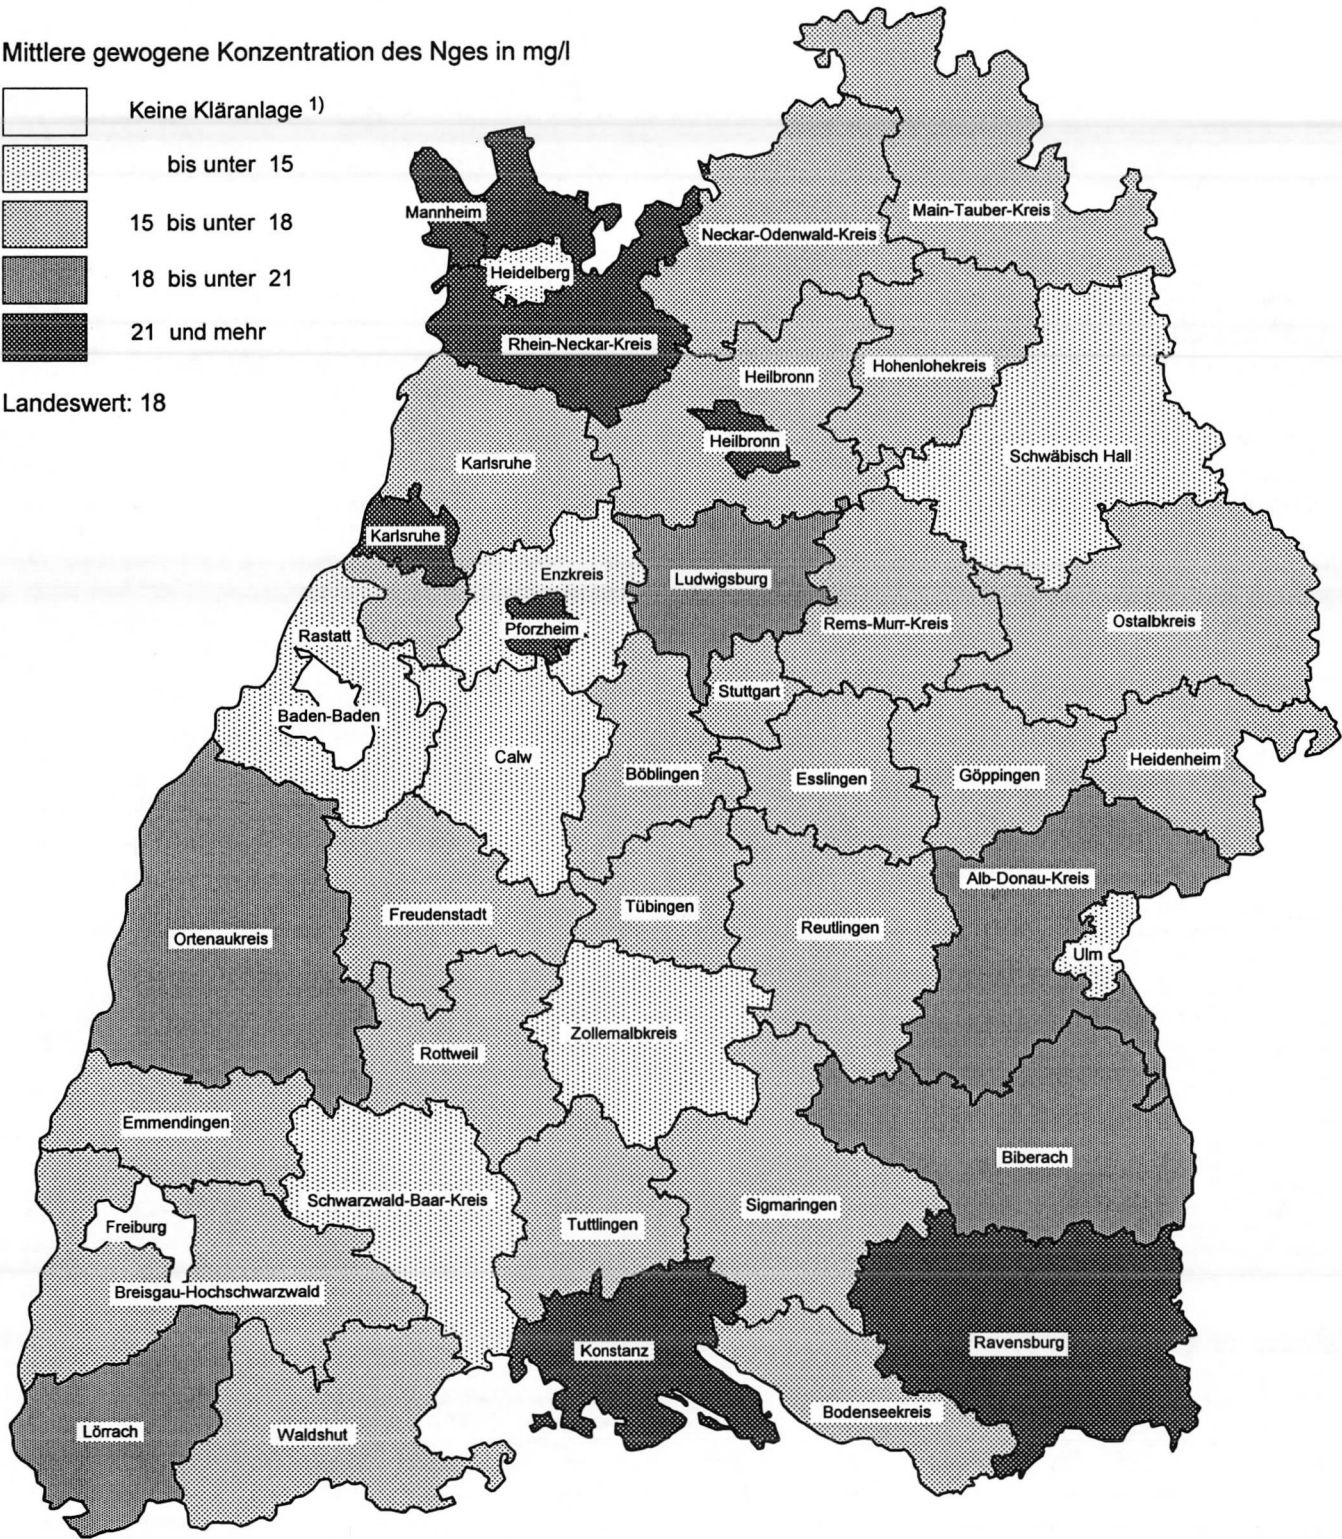 Mittlere gewogene Konzentration des Nges in mg/l
Keine Kläranlage 1)
bis unter 15
15 bis unter 18
18 bis unter 21
21 und mehr
Landeswert: 18
Mannheim
Main-Tauber-Kreis
Neckar-Odenwald-Kreis
Heidelberg
Rhein-Neckar-Kreis
Heilbronn
Hohenlohekreis
Heilbronn
Schwäbisch Hall
Karlsruhe
Karlsruhe
Enzkreis
Ludwigsburg
Pforzheim
Rems-Murr-Kreis
Ostalbkreis
Rastatt
Stuttgart
Baden-Baden
Calw
Böblingen
Esslingen
Göppingen
Heidenheim
Alb-Donau-Kreis
Freudenstadt
Tübingen
Reutlingen
Ortenaukreis
Ulm
Zollernalbkreis
Rottweil
Emmendingen
Biberach
Schwarzwald-Baar-Kreis
Sigmaringen
Tuttlingen
Freiburg
Breisgau-Hochschwarzwald
Konstanz
Ravensburg
Bodenseekreis
Lörrach
Waldshut